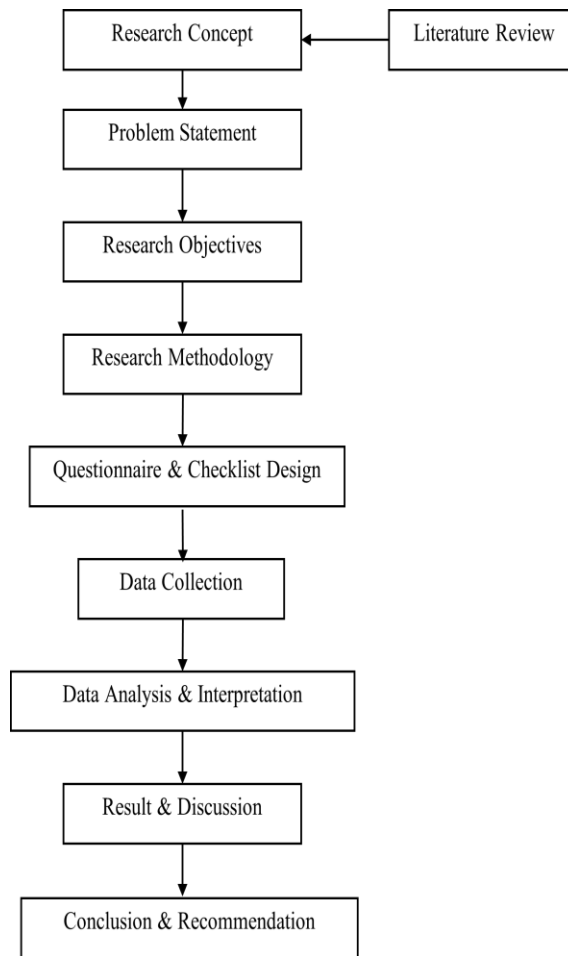 Research Concept
Literature Review
Problem Statement
Research Objectives
Research Methodology
Questionnaire & Checklist Design
Data Collection
Data Analysis & Interpretation
Result & Discussion
Conclusion & Recommendation